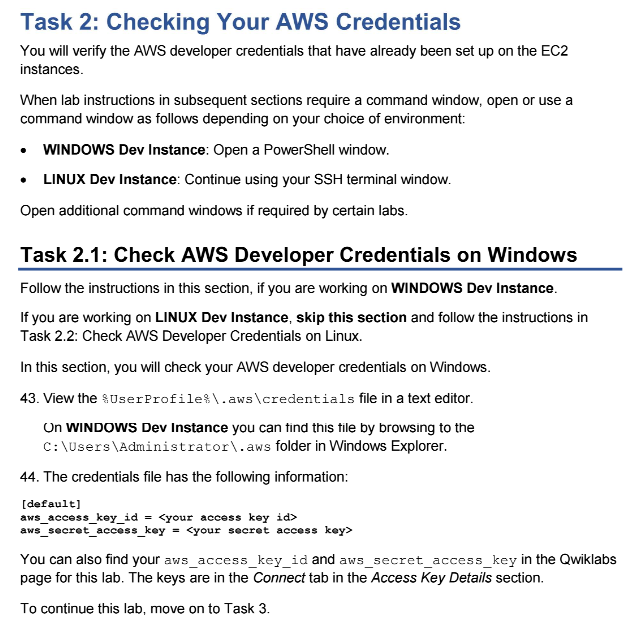 Task 2: Checking Your AWS Credentials
You will verify the AWS developer credentials that have already been set up on the EC2
instances.
When lab instructions in subsequent sections require a command window, open or use a
command window as follows depending on your choice of environment:
• WINDOWS Dev Instance: Open a PowerShell window.
• LINUX Dev Instance: Continue using your SSH terminal window.
Open additional command windows if required by certain labs.
Task 2.1: Check AWS Developer Credentials on Windows
Follow the instructions in this section, if you are working on WINDOWS Dev Instance.
If you are working on LINUX Dev Instance, skip this section and follow the instructions in
Task 2.2: Check AWS Developer Credentials on Linux.
In this section, you will check your AWS developer credentials on Windows.
43. View the %UserProfile%\.aws\credentials file in a text editor.
On WINDOWS Dev Instance you can find this file by browsing to the
C:\Users\Administrator\.aws folder in Windows Explorer.
44. The credentials file has the following information:
[default]
aws_access_key_id = <your access key id>
aws_secret_access_key = <your secret access key>
You can also find your aws_access_key_id and aws_secret_access_key in the Qwiklabs
page for this lab. The keys are in the Connect tab in the Access Key Details section.
To continue this lab, move on to Task 3.